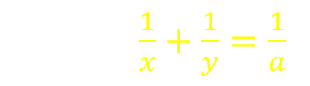 1/x + 1/y = 1/a